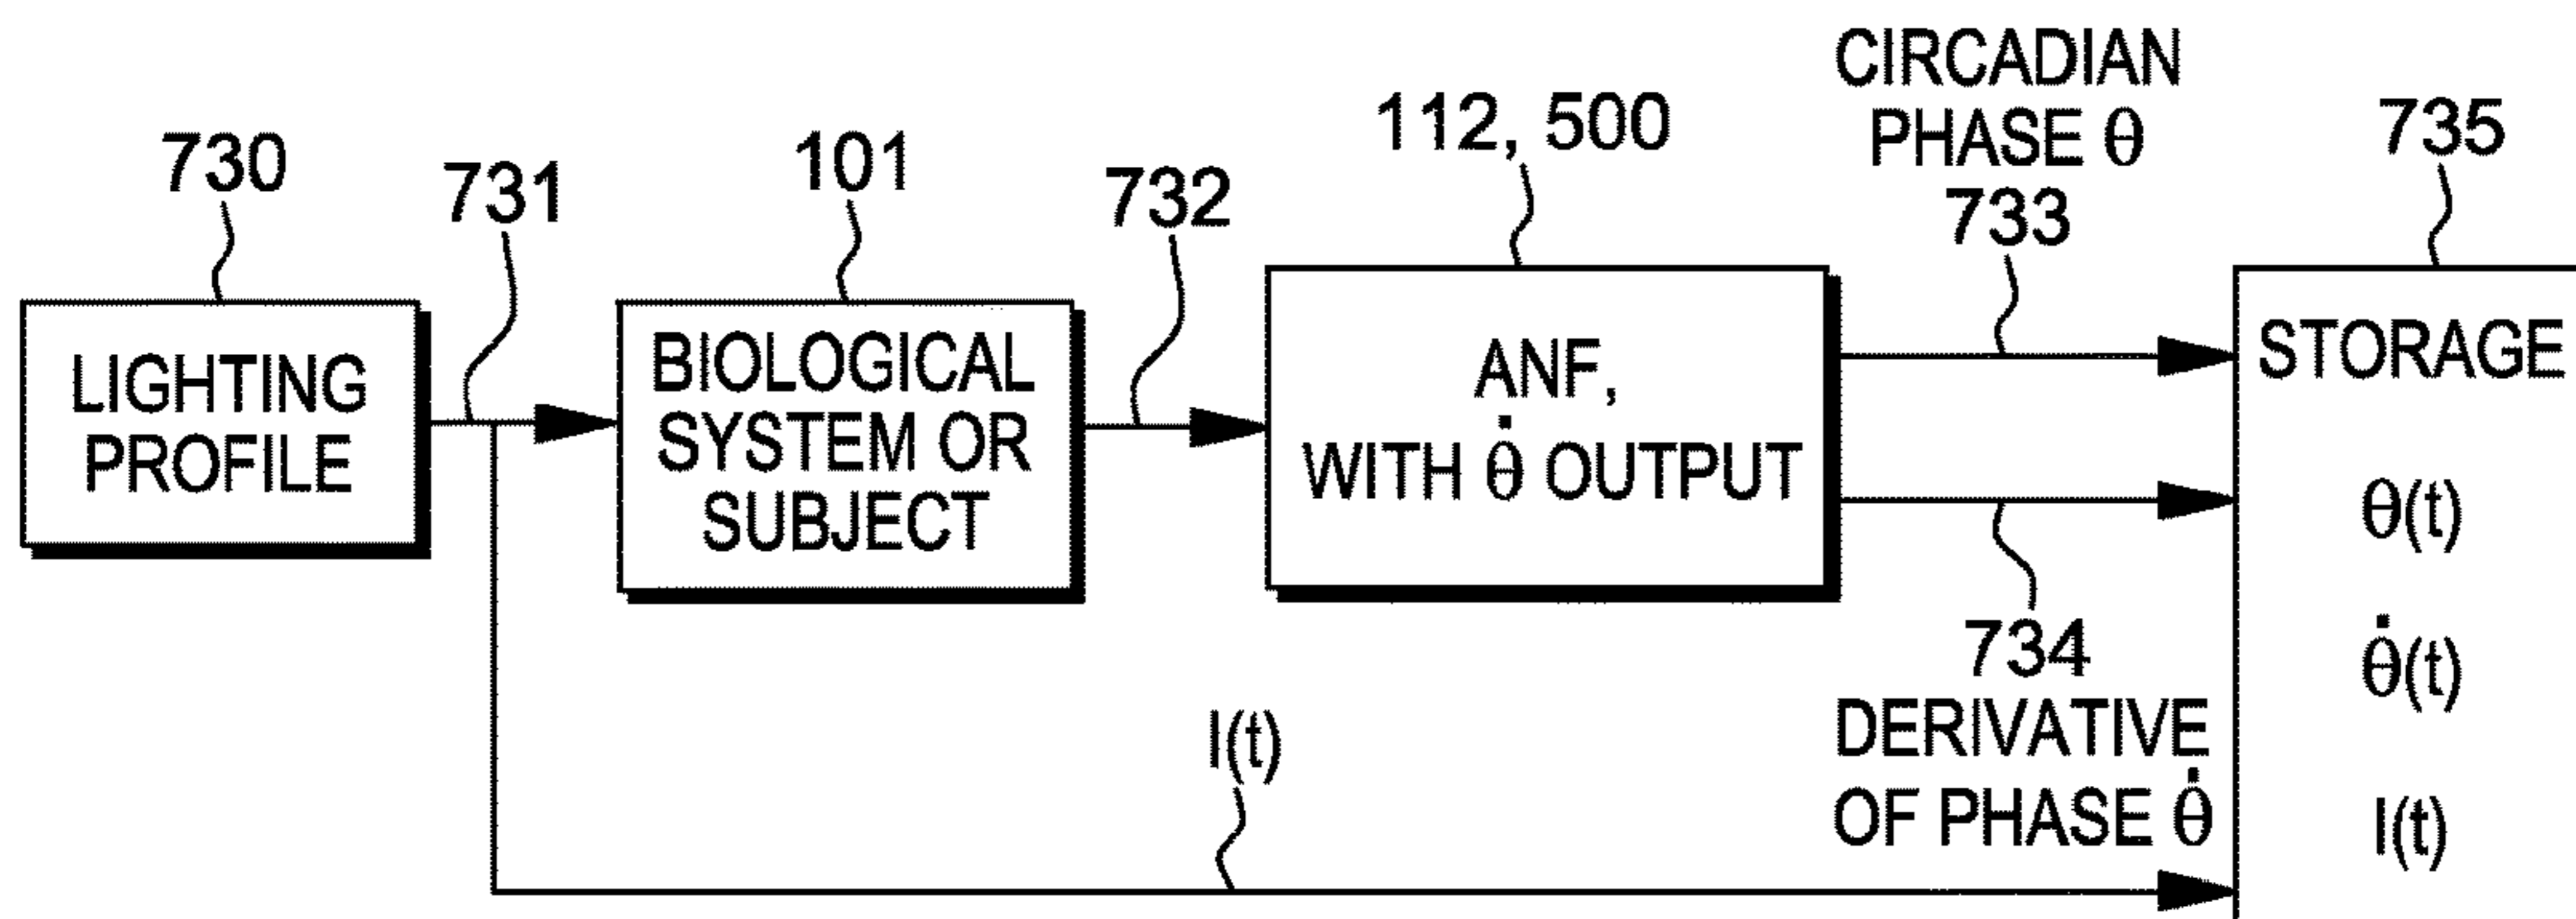 730
731
LIGHTING
PROFILE
101
BIOLOGICAL
SYSTEM OR
SUBJECT
732
112, 500
ANF,
WITH θ̇ OUTPUT
CIRCADIAN
PHASE θ
733
734
DERIVATIVE
OF PHASE θ̇
I(t)
735
STORAGE
θ(t)
θ̇(t)
I(t)